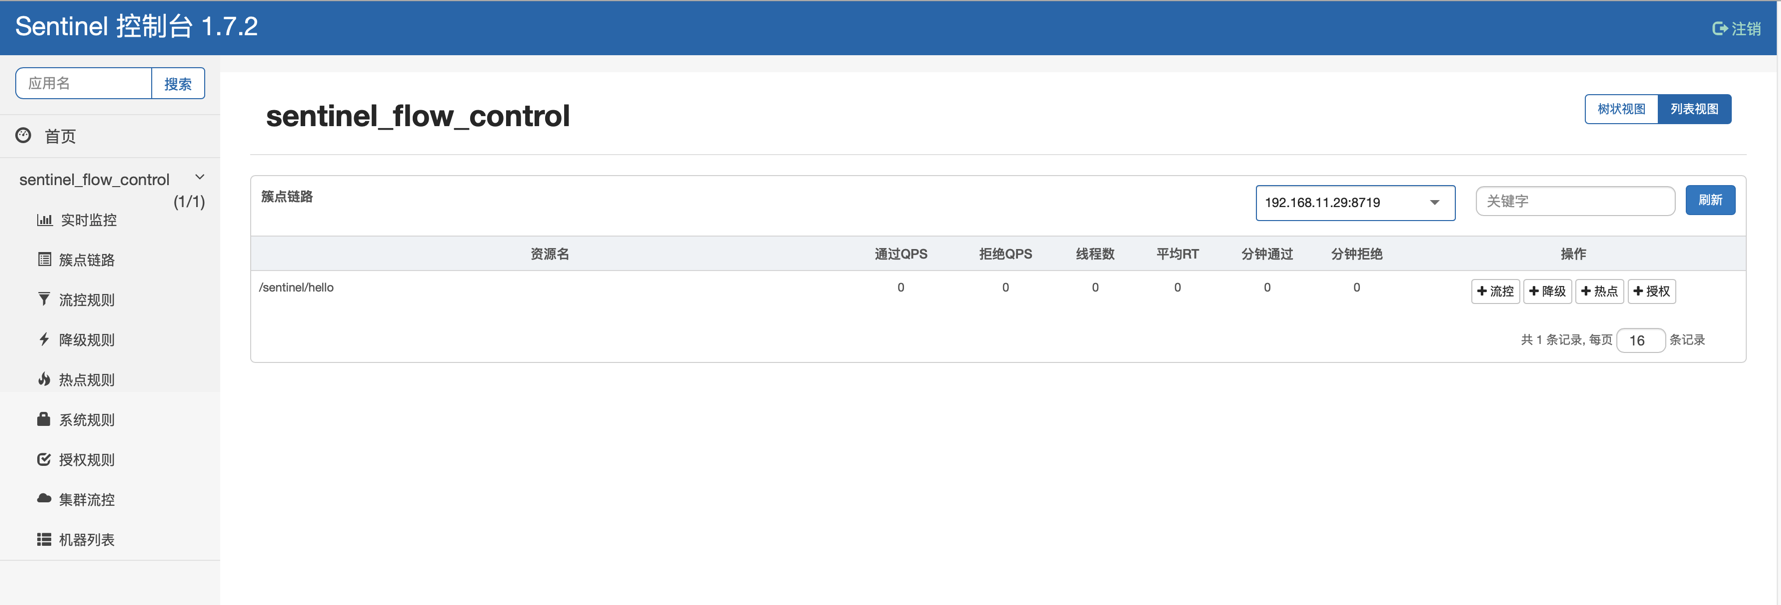 Sentinel 控制台 1.7.2
注销
应用名 搜索
首页
sentinel_flow_control
(1/1)
实时监控
簇点链路
流控规则
降级规则
热点规则
系统规则
授权规则
集群流控
机器列表
sentinel_flow_control
树状视图 列表视图
簇点链路 192.168.11.29:8719 关键字 刷新
资源名 通过QPS 拒绝QPS 线程数 平均RT 分钟通过 分钟拒绝 操作
/sentinel/hello 0 0 0 0 0 0 +流控 +降级 +热点 +授权
共 1 条记录, 每页 16 条记录